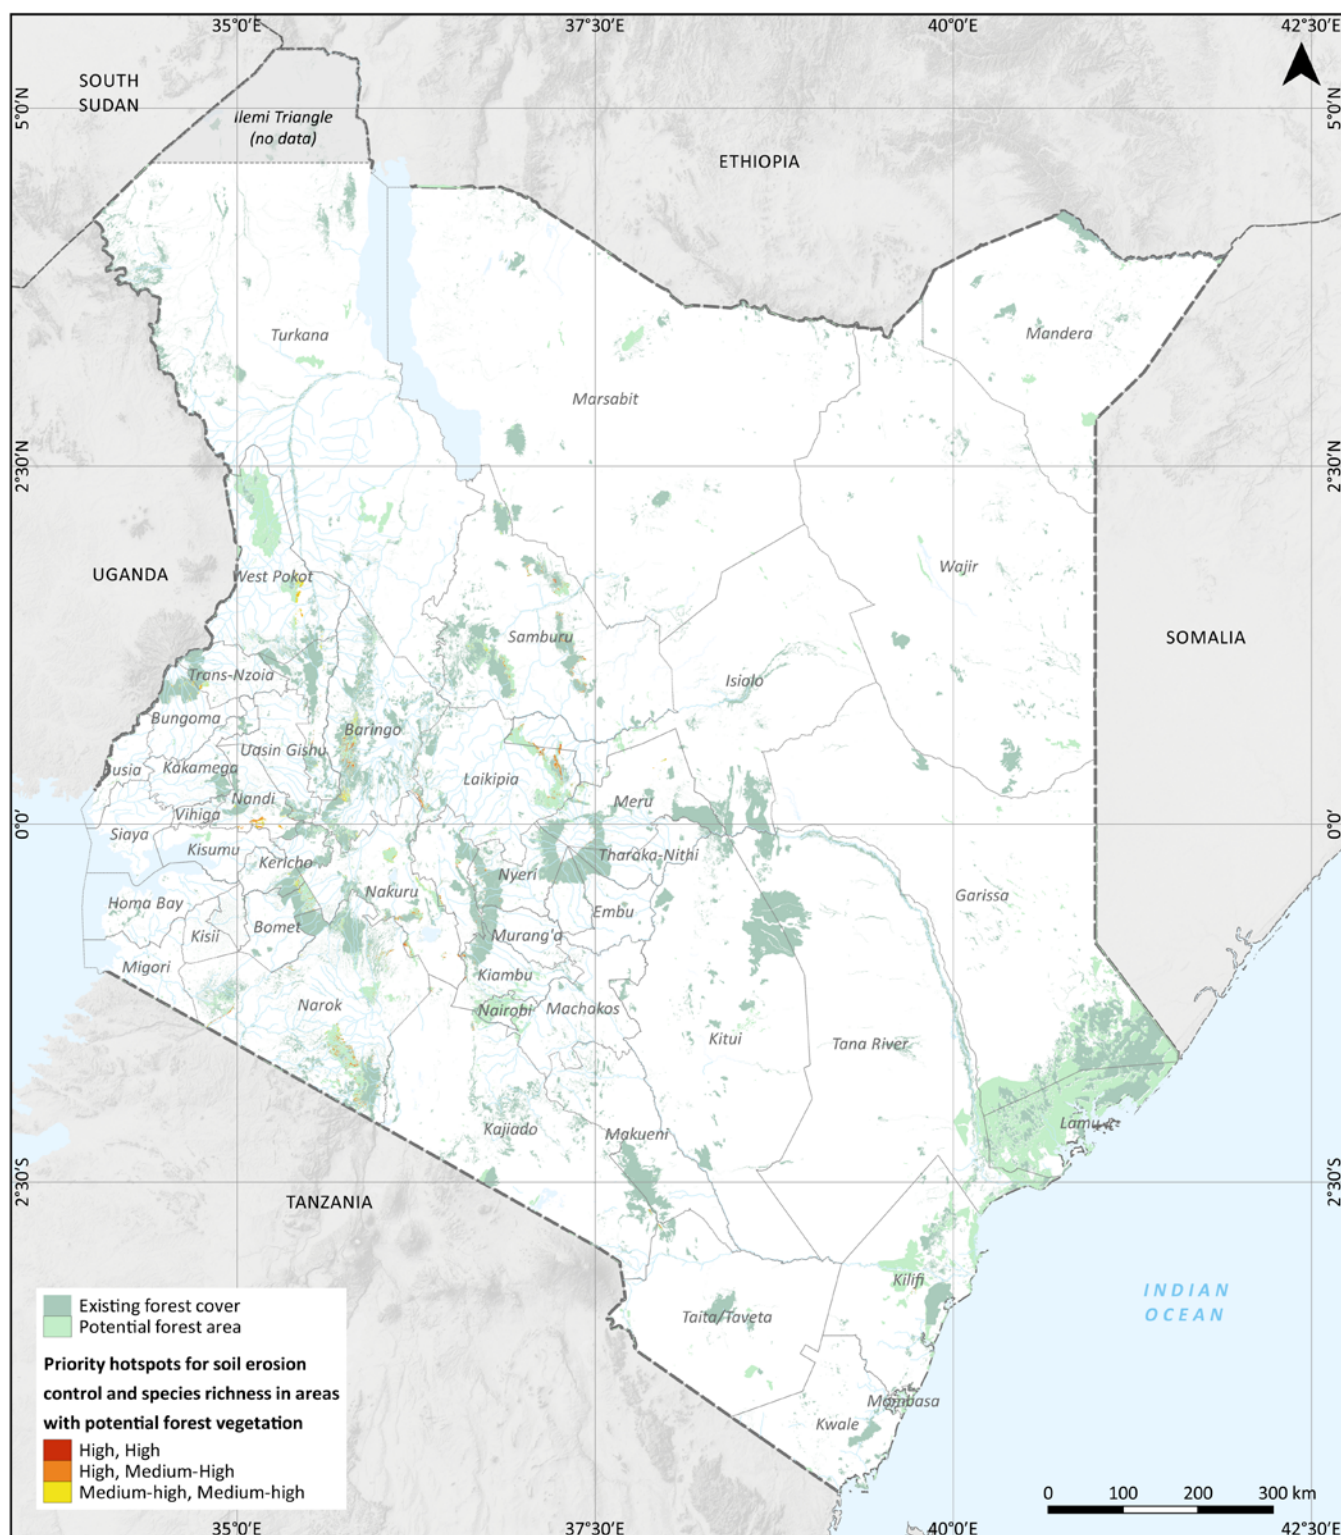 35°0'E 37°30'E 40°0'E 42°30'E
SOUTH
SUDAN
5°0'N
5°0'N
Ilemi Triangle
(no data)
ETHIOPIA
Turkana
Mandera
Marsabit
2°30'N
2°30'N
UGANDA
West Pokot
Wajir
Samburu
SOMALIA
Trans-Nzoia
Isiolo
Bungoma
Baringo
Uasin Gishu
Busia
Kakamega
Laikipia
Nandi
Meru
Vihiga
0°0'
0°0'
Siaya
Kisumu
Tharaka-Nithi
Kericho
Nyeri
Nakuru
Garissa
Homa Bay
Embu
Bomet
Kisii
Murang'a
Migori
Kiambu
Narok
Nairobi
Machakos
Kitui
Tana River
Kajiado
Makueni
Lamu
2°30'S
2°30'S
TANZANIA
Kilifi
INDIAN
OCEAN
Taita/Taveta
Mombasa
Kwale
Existing forest cover
Potential forest area
Priority hotspots for soil erosion
control and species richness in areas
with potential forest vegetation
High, High
High, Medium-High
Medium-high, Medium-high
0 100 200 300 km
35°0'E 37°30'E 40°0'E 42°30'E